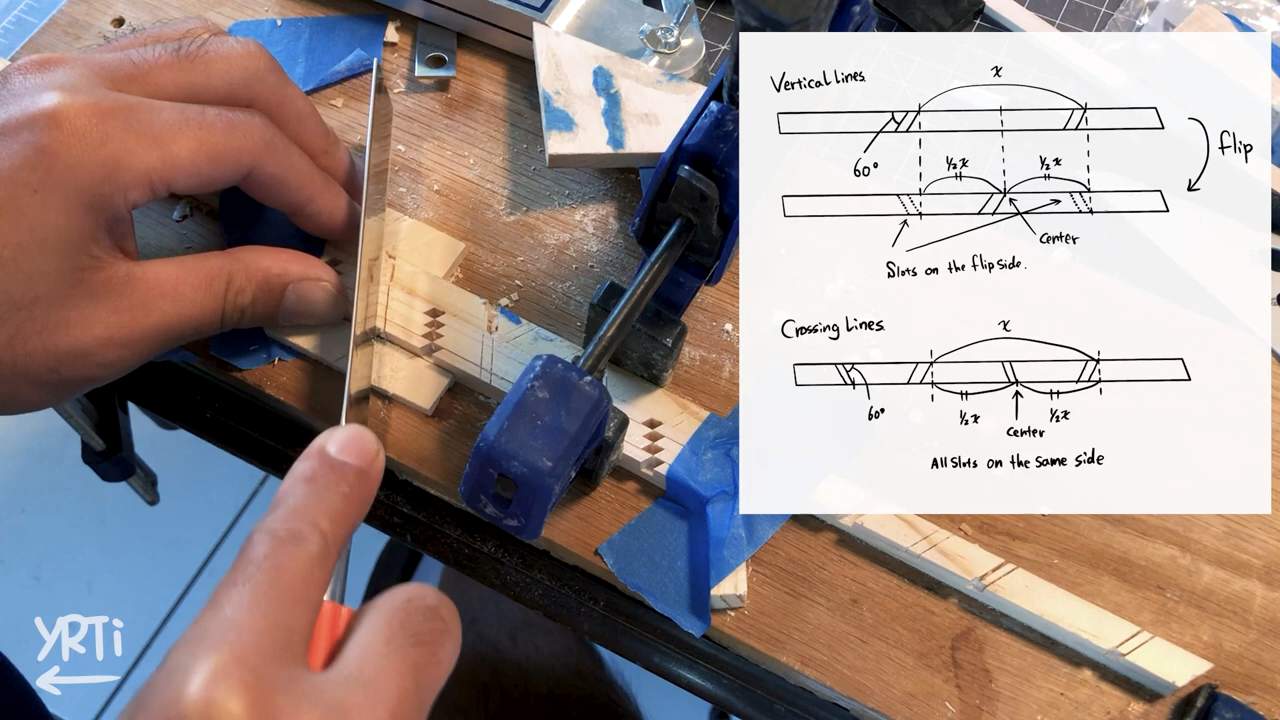 Vertical lines.
x
60°
flip
½x ½x
Center
Slots on the flip side.
Crossing Lines.
x
60°
½x ½x
Center
All Slots on the same side
YRTi